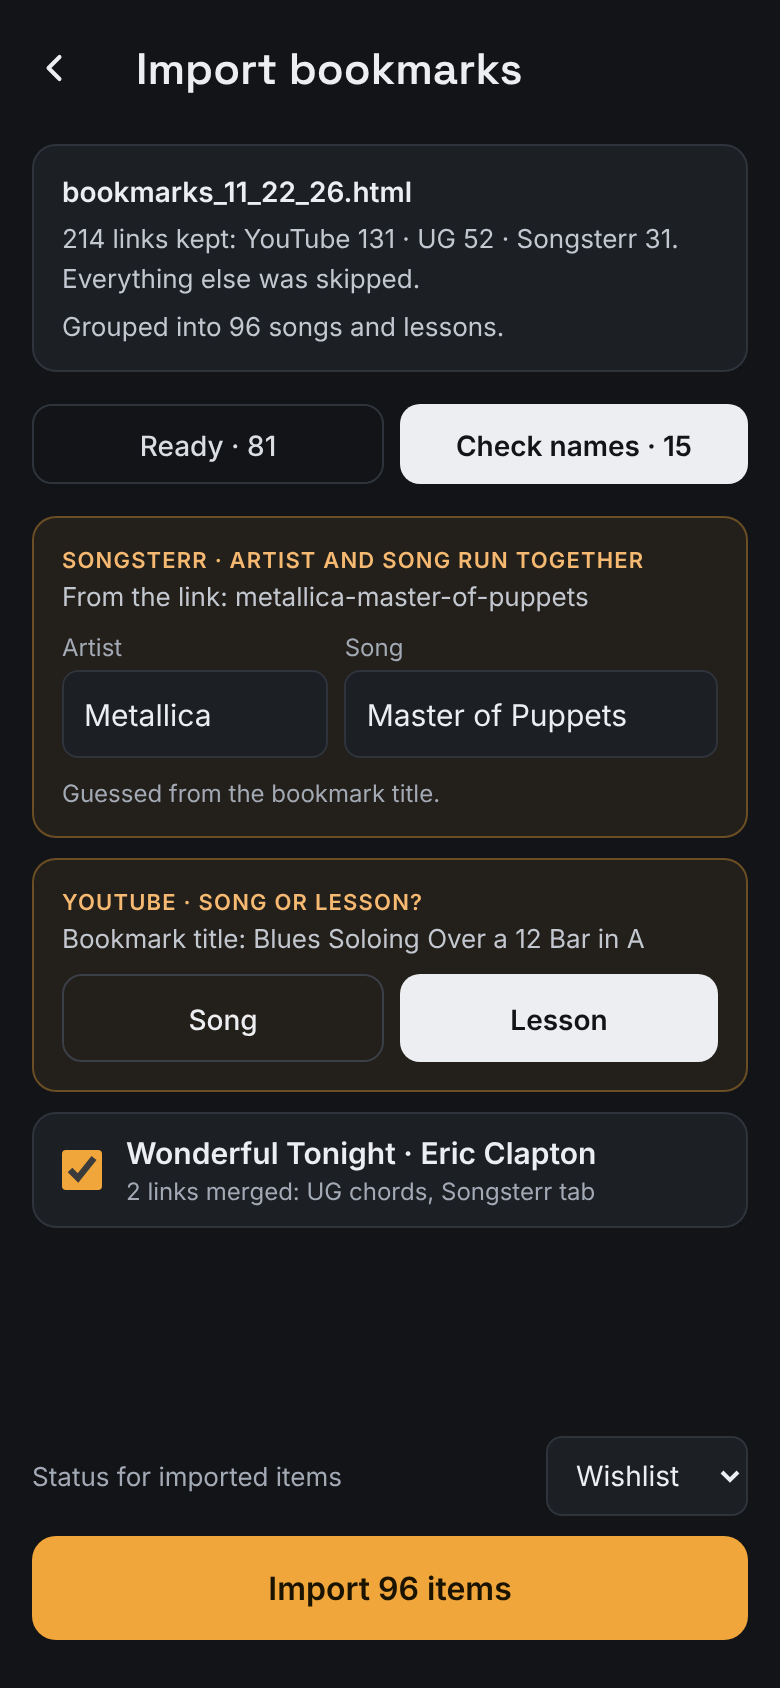 Import bookmarks
bookmarks_11_22_26.html
214 links kept: YouTube 131 · UG 52 · Songsterr 31.
Everything else was skipped.
Grouped into 96 songs and lessons.
Ready · 81
Check names · 15
SONGSTERR · ARTIST AND SONG RUN TOGETHER
From the link: metallica-master-of-puppets
Artist
Song
Metallica
Master of Puppets
Guessed from the bookmark title.
YOUTUBE · SONG OR LESSON?
Bookmark title: Blues Soloing Over a 12 Bar in A
Song
Lesson
Wonderful Tonight · Eric Clapton
2 links merged: UG chords, Songsterr tab
Status for imported items
Wishlist
Import 96 items